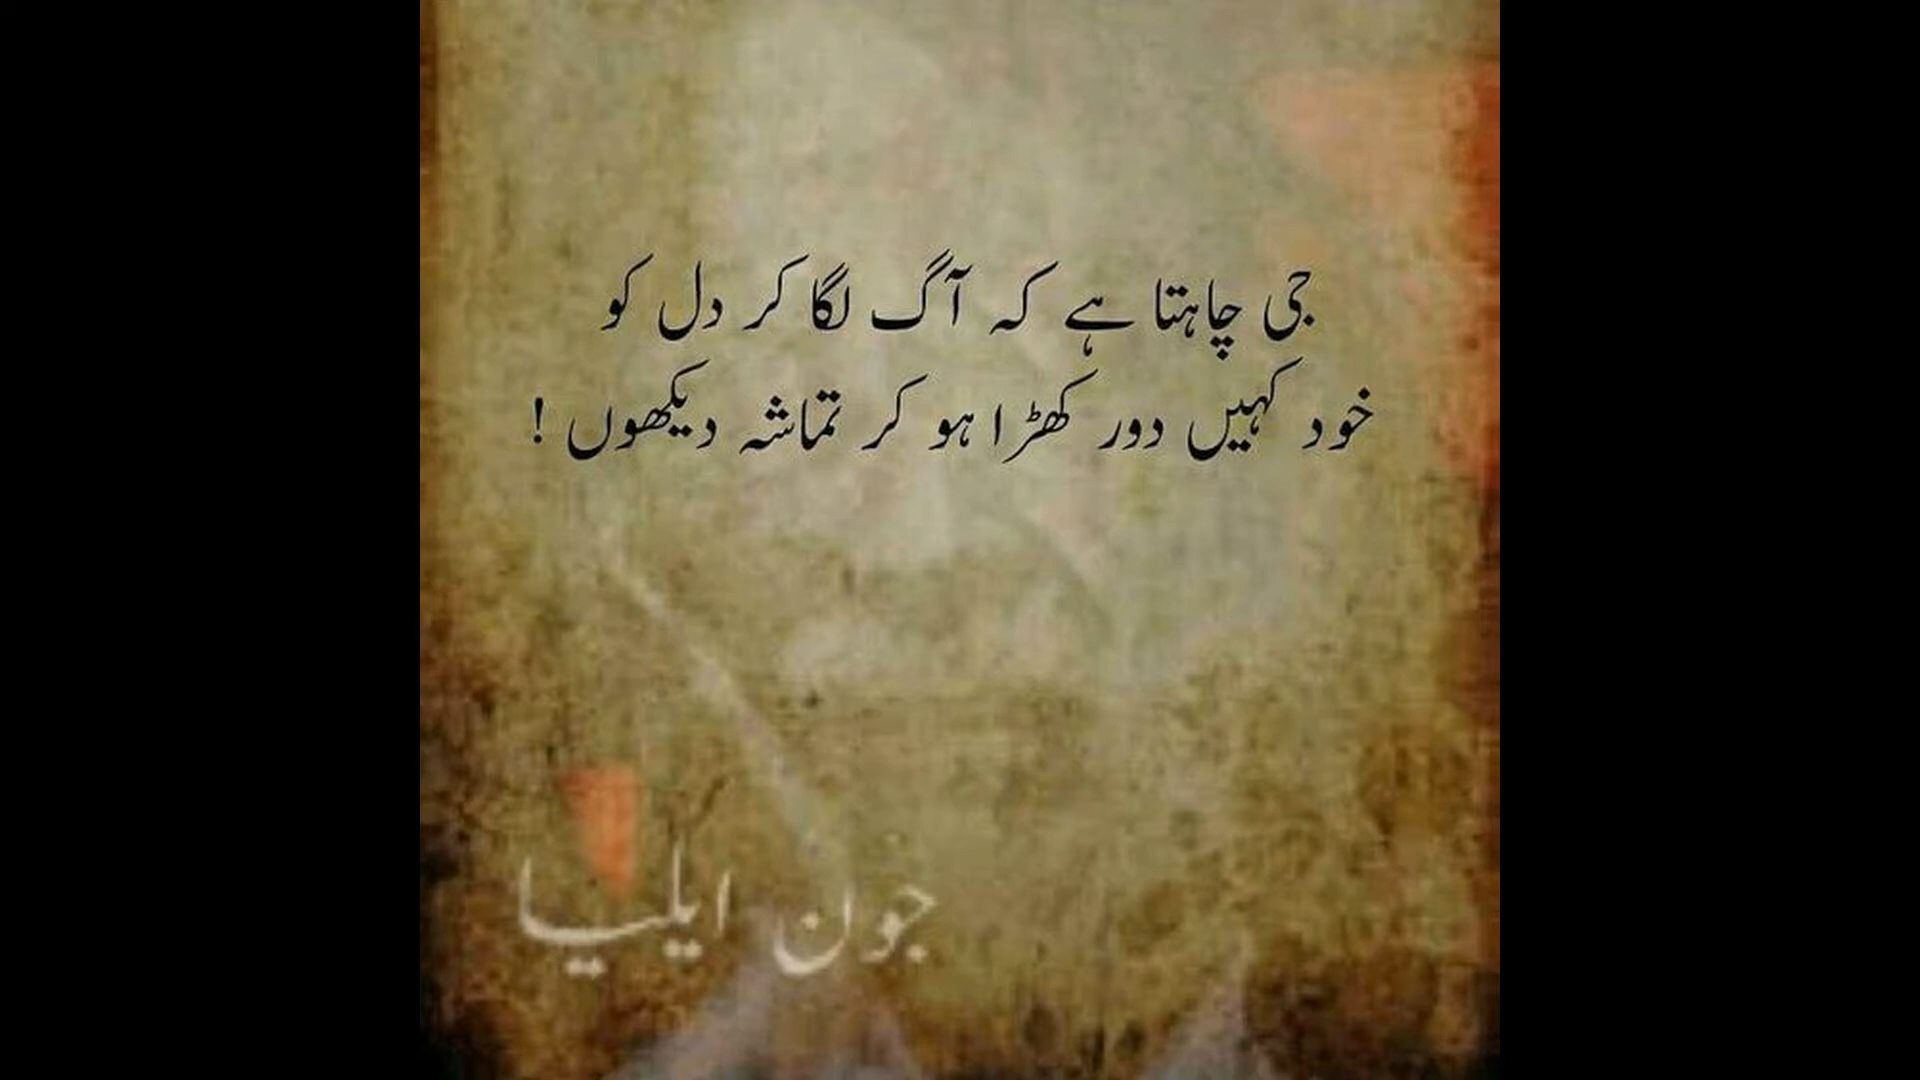 جی چاہتا ہے کہ آگ لگا کر دل کو
خود کہیں دور کھڑا ہو کر تماشہ دیکھوں !
جون ایلیا